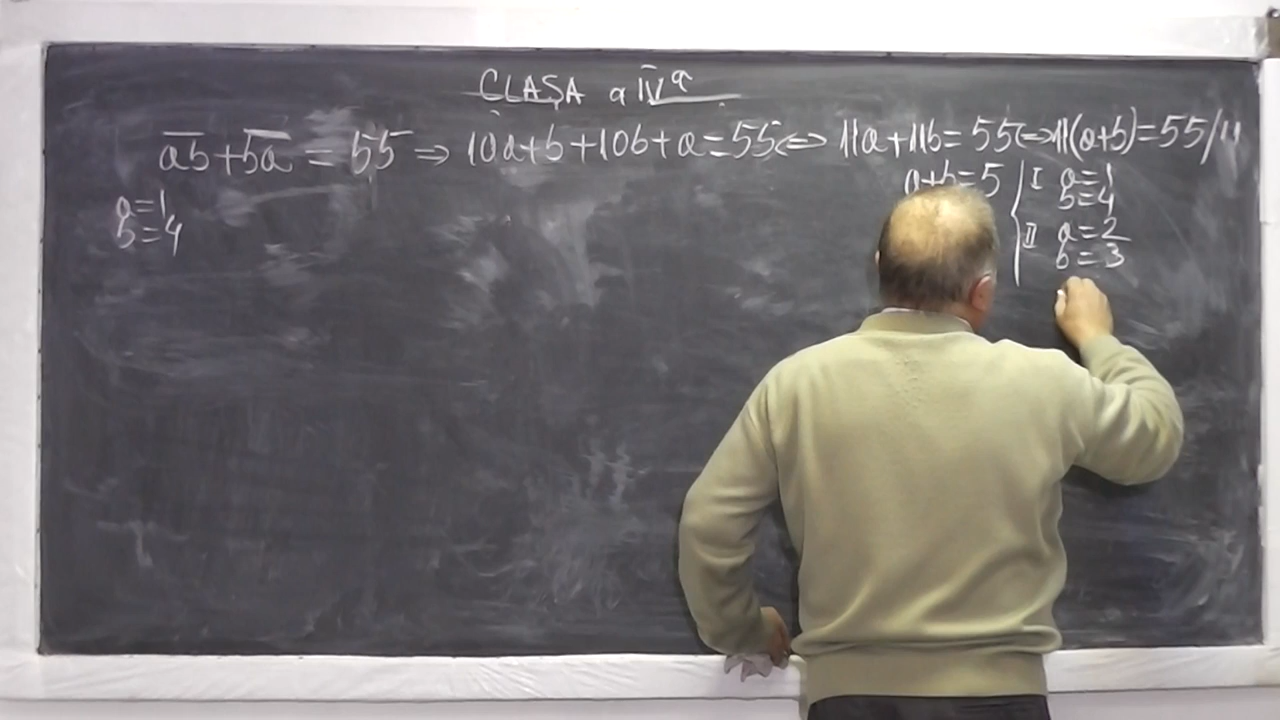 CLASA a IVª
ab+ba = 55 ⇒ 10a+b+10b+a=55⇔ 11a+11b=55⇔11(a+b)=55/11
a+b=5 I a=1
b=4
II a=2
b=3
a=1
b=4